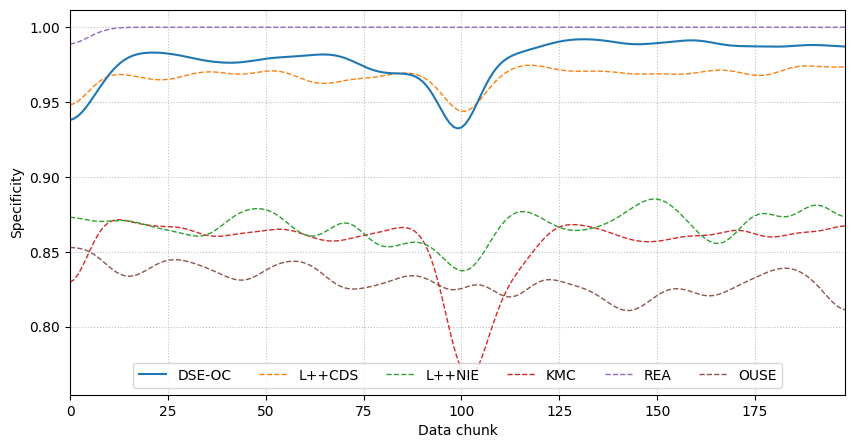 1.00
0.95
0.90
0.85
0.80
Specificity
DSE-OC L++CDS L++NIE KMC REA OUSE
0 25 50 75 100 125 150 175
Data chunk